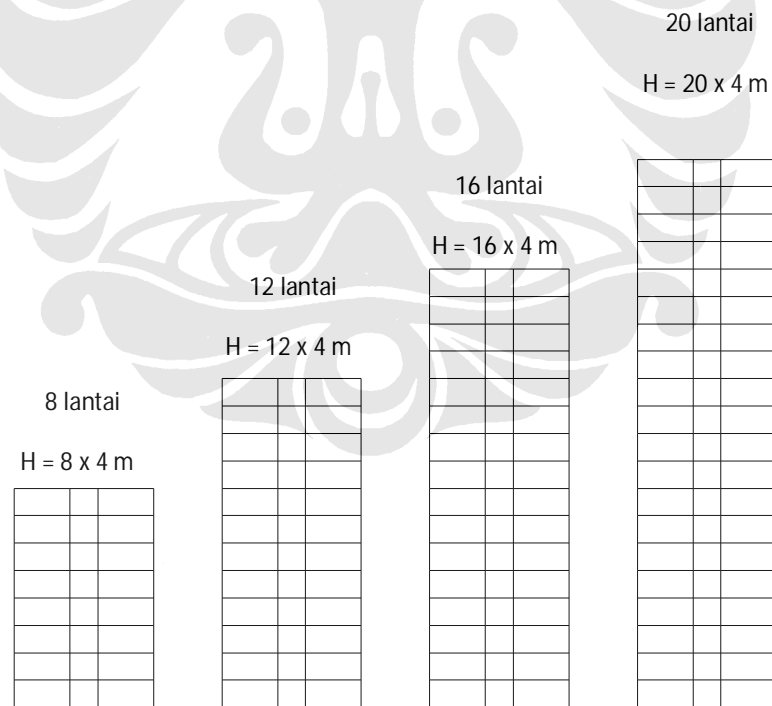 20 lantai
H = 20 x 4 m
16 lantai
H = 16 x 4 m
12 lantai
H = 12 x 4 m
8 lantai
H = 8 x 4 m